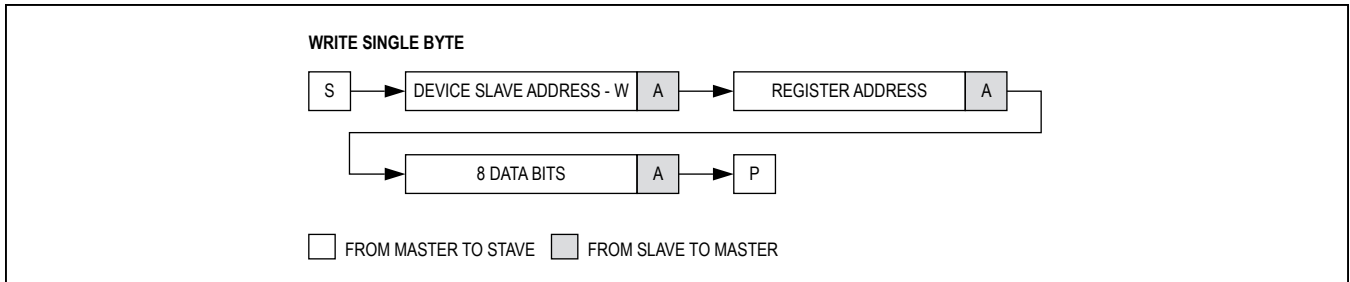 WRITE SINGLE BYTE
S DEVICE SLAVE ADDRESS - W A REGISTER ADDRESS A
8 DATA BITS A P
FROM MASTER TO STAVE FROM SLAVE TO MASTER